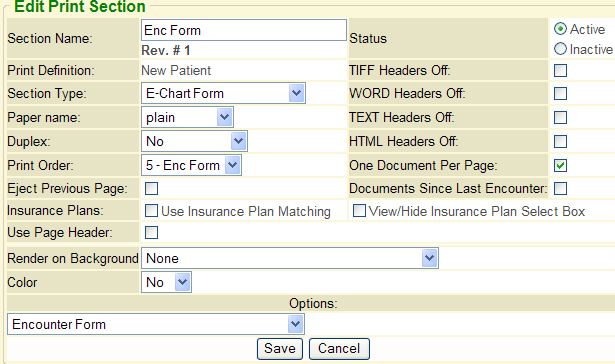 Edit Print Section
Section Name: Enc Form Status Active
Rev. # 1 Inactive
Print Definition: New Patient TIFF Headers Off:
Section Type: E-Chart Form WORD Headers Off:
Paper name: plain TEXT Headers Off:
Duplex: No HTML Headers Off:
Print Order: 5 - Enc Form One Document Per Page:
Eject Previous Page: Documents Since Last Encounter:
Insurance Plans: Use Insurance Plan Matching View/Hide Insurance Plan Select Box
Use Page Header:
Render on Background None
Color No
Options:
Encounter Form
Save Cancel